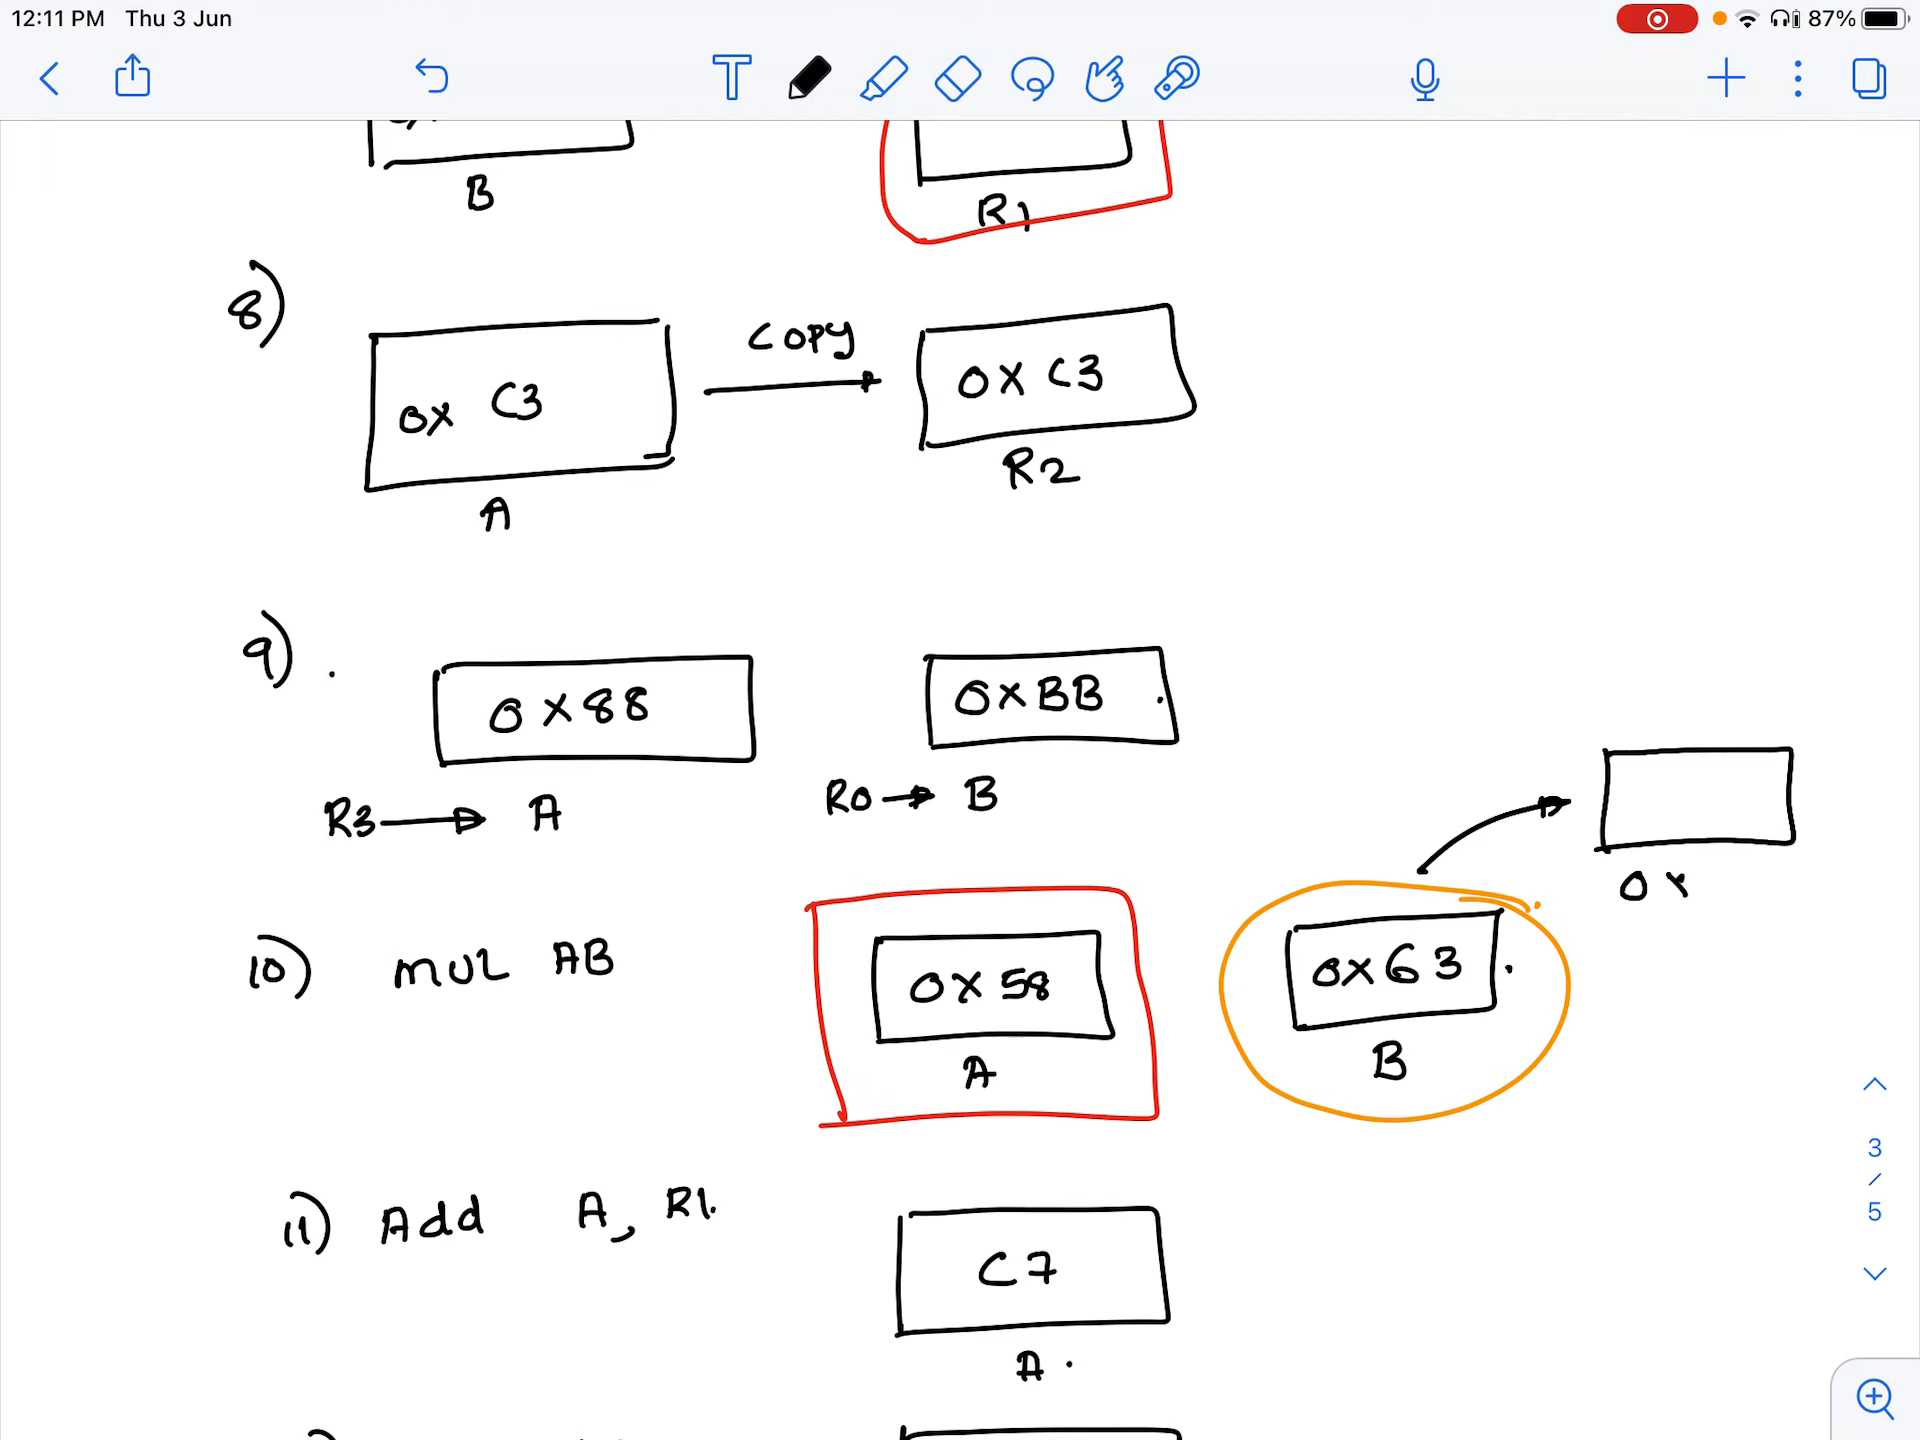 12:11 PM Thu 3 Jun
87%
T
B
R1
8)
0x C3
COPY
0X C3
A
R2
9) .
0X88
0XBB
R3 → A
R0 → B
0x
10) MUL AB
0X58
0x63
A
B
11) Add A, R1.
C7
A .
3
/
5